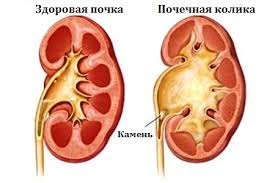 Здоровая почка
Почечная колика
Камень